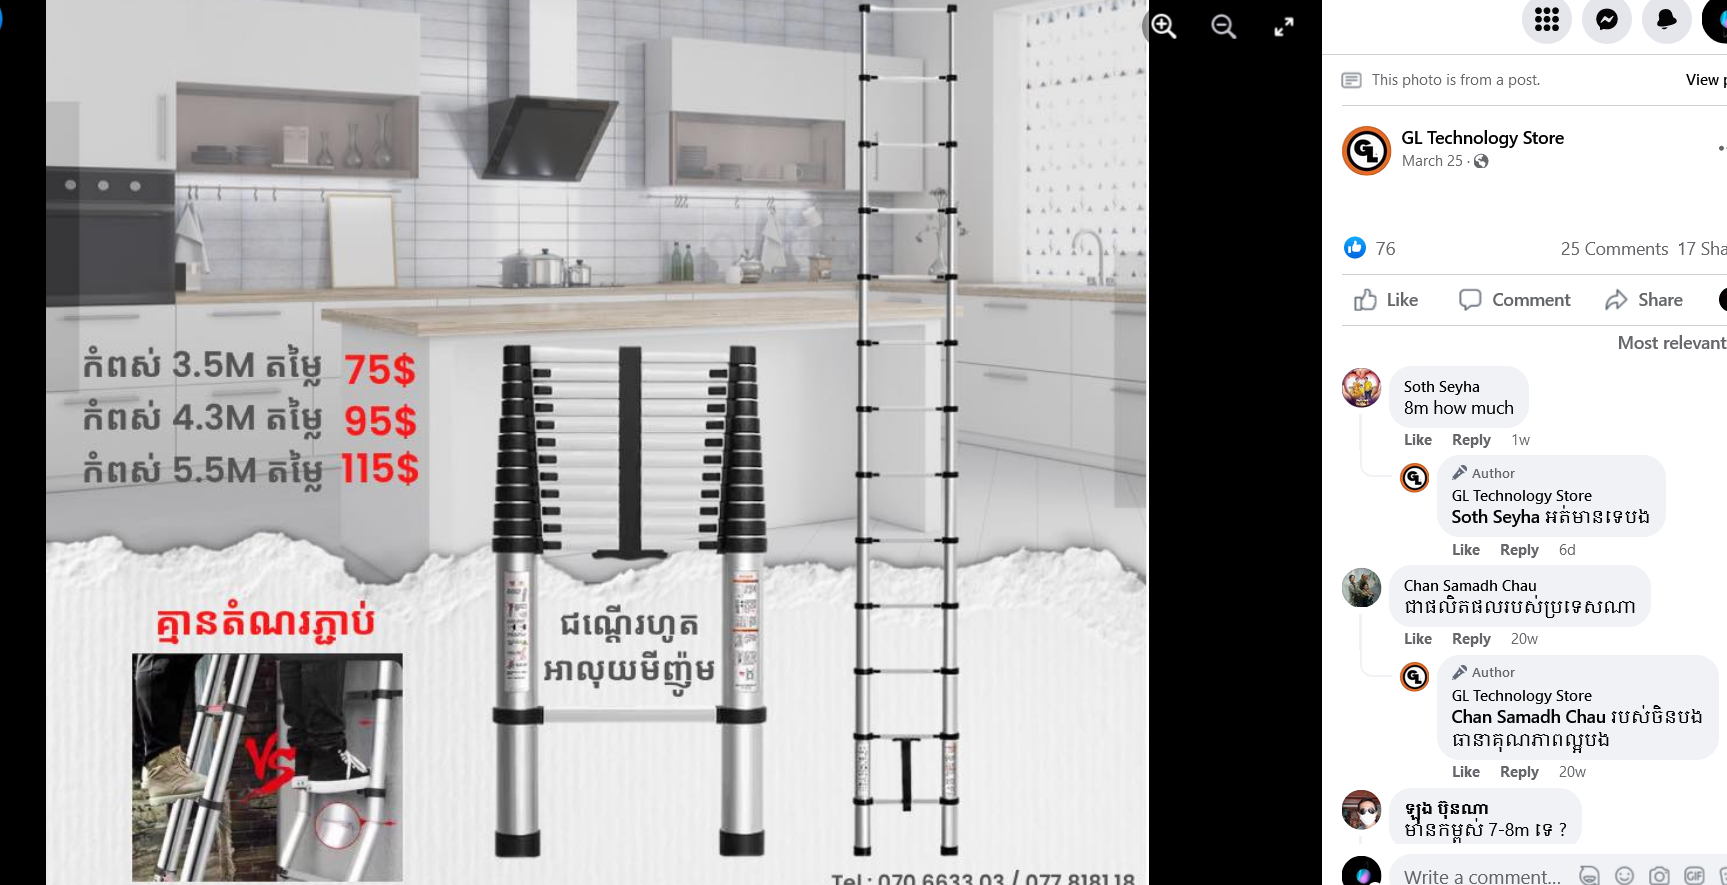 កំពស់ 3.5M តម្លៃ 75$
កំពស់ 4.3M តម្លៃ 95$
កំពស់ 5.5M តម្លៃ 115$
គ្មានតំណរភ្ជាប់
VS
ជណ្តើរហូត
អាលុយមីញ៉ូម
Tel : 070 6633 03 / 077 818118
This photo is from a post.
View
GL Technology Store
March 25
76
25 Comments 17
Like Comment Share
Most relevant
Soth Seyha
8m how much
Like Reply 1w
Author
GL Technology Store
Soth Seyha អត់មានទេបង
Like Reply 6d
Chan Samadh Chau
ជាផលិតផលរបស់ប្រទេសណា
Like Reply 20w
Author
GL Technology Store
Chan Samadh Chau របស់ចិនបង
ធានាគុណភាពល្អបង
Like Reply 20w
ឡុង ប៊ុនណា
មានកម្ពស់ 7-8m ទេ ?
Write a comment...
GIF